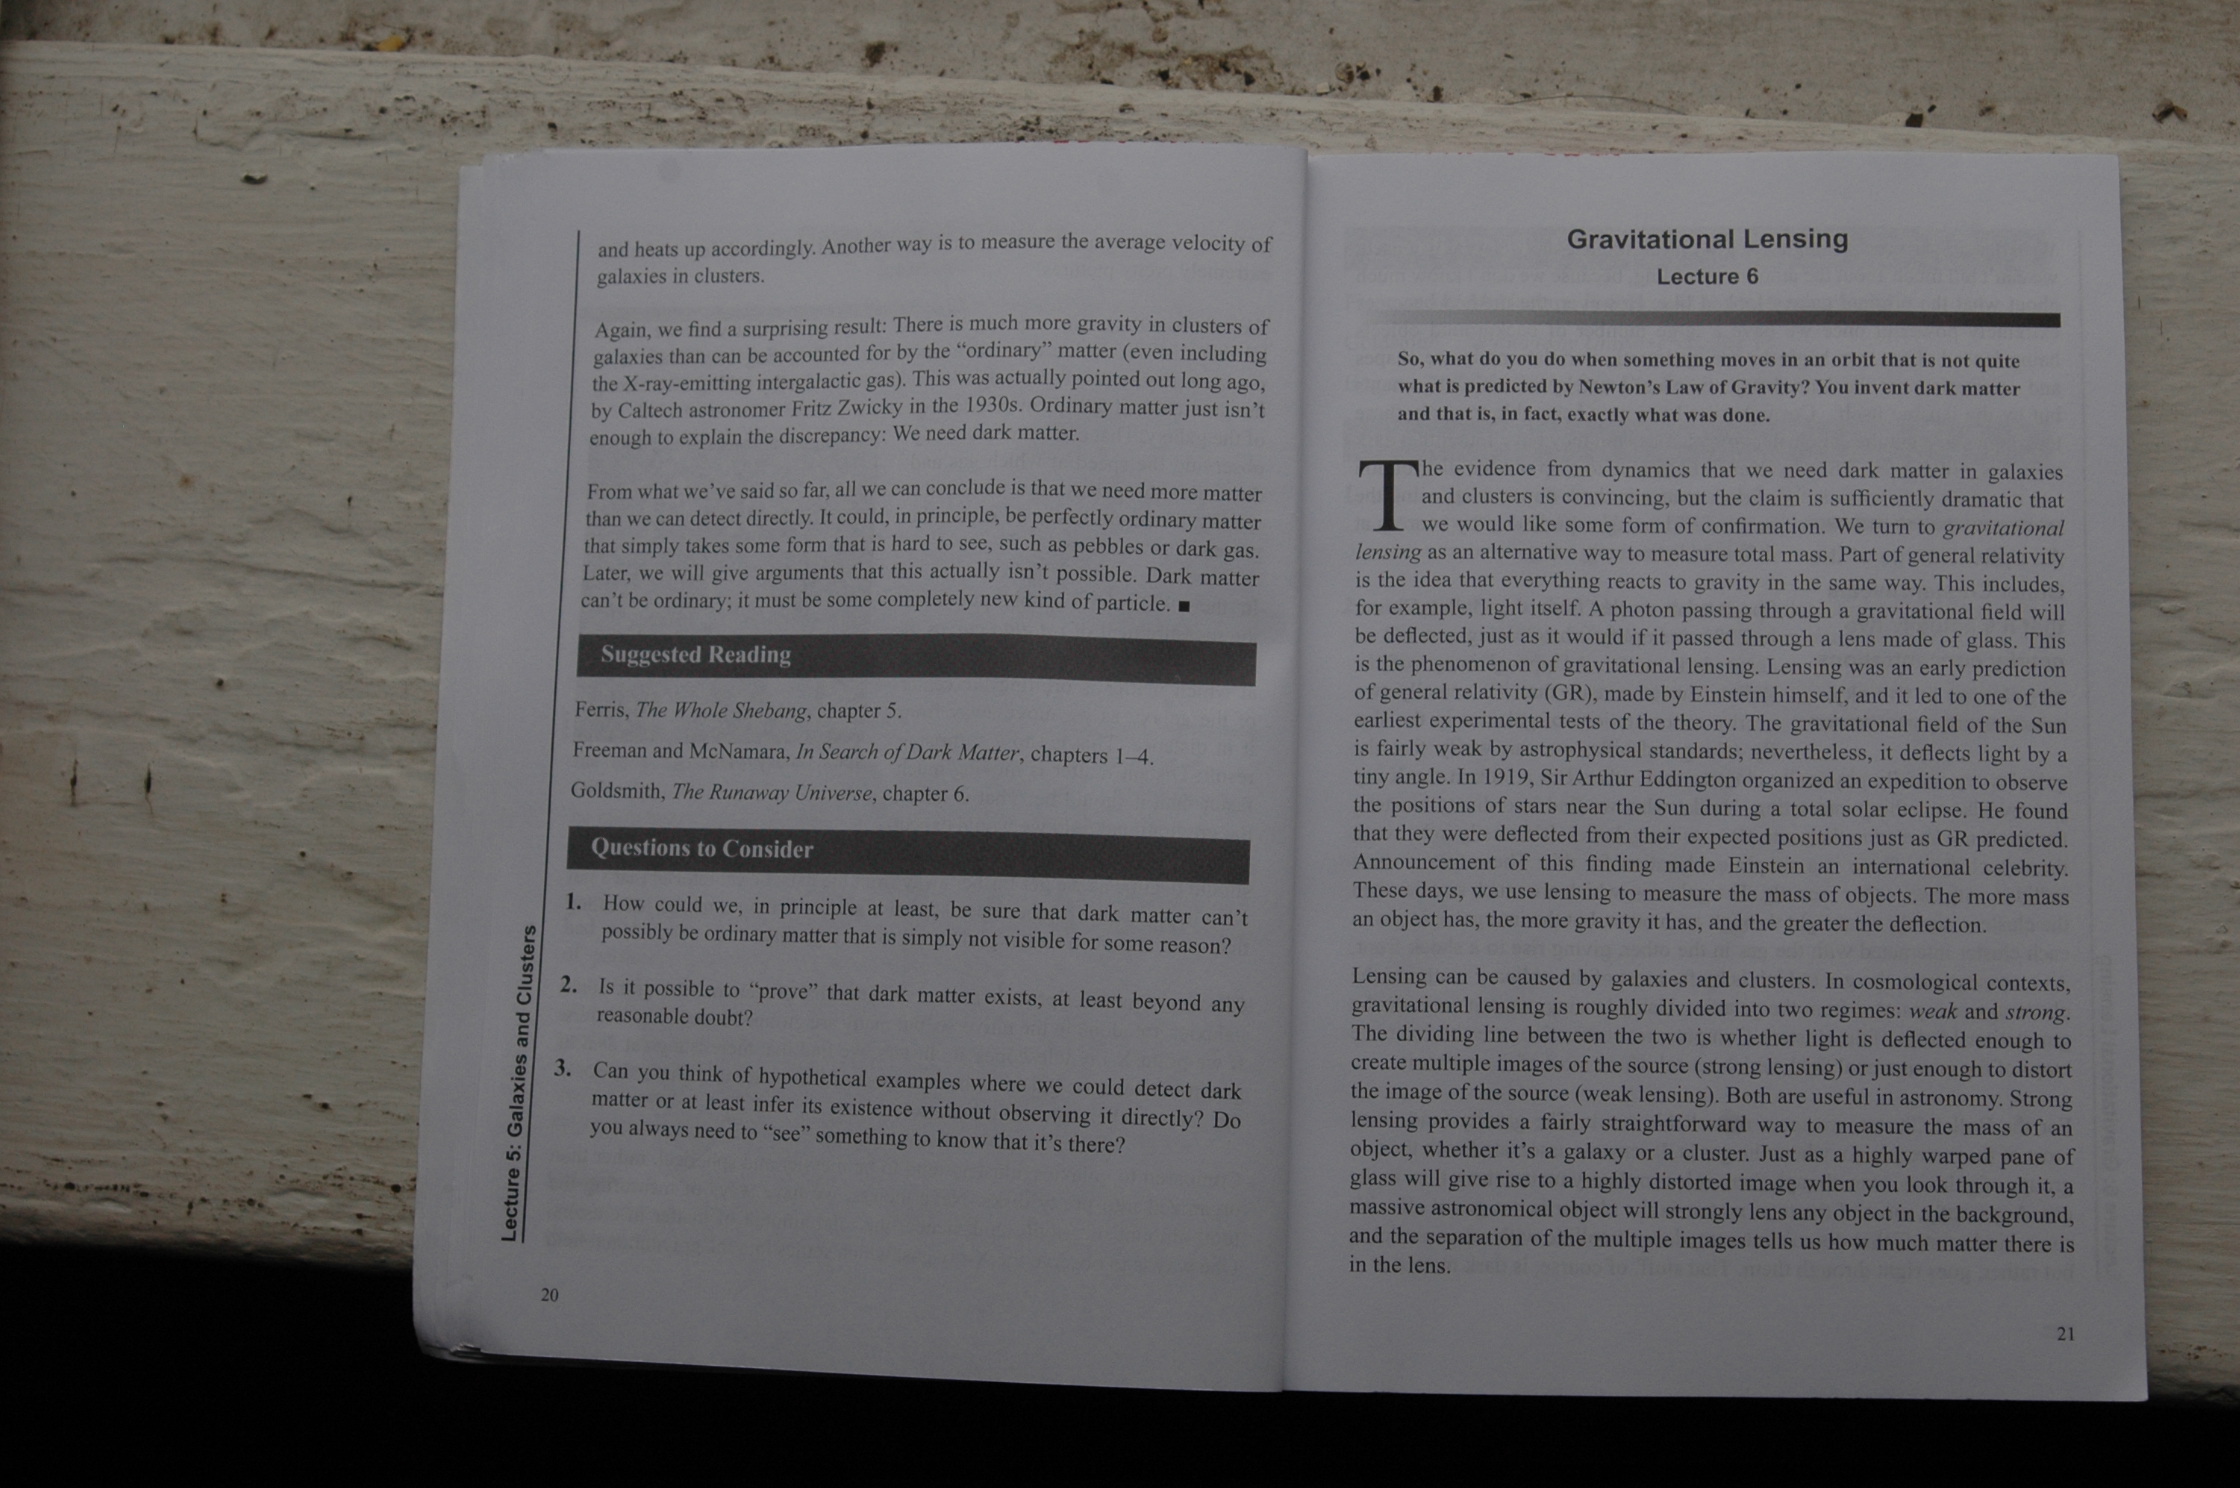 and heats up accordingly. Another way is to measure the average velocity of
galaxies in clusters.
Again, we find a surprising result: There is much more gravity in clusters of
galaxies than can be accounted for by the “ordinary” matter (even including
the X-ray-emitting intergalactic gas). This was actually pointed out long ago,
by Caltech astronomer Fritz Zwicky in the 1930s. Ordinary matter just isn’t
enough to explain the discrepancy: We need dark matter.
From what we’ve said so far, all we can conclude is that we need more matter
than we can detect directly. It could, in principle, be perfectly ordinary matter
that simply takes some form that is hard to see, such as pebbles or dark gas.
Later, we will give arguments that this actually isn’t possible. Dark matter
can’t be ordinary; it must be some completely new kind of particle. ■
Suggested Reading
Ferris, The Whole Shebang, chapter 5.
Freeman and McNamara, In Search of Dark Matter, chapters 1–4.
Goldsmith, The Runaway Universe, chapter 6.
Questions to Consider
1. How could we, in principle at least, be sure that dark matter can’t
possibly be ordinary matter that is simply not visible for some reason?
2. Is it possible to “prove” that dark matter exists, at least beyond any
reasonable doubt?
3. Can you think of hypothetical examples where we could detect dark
matter or at least infer its existence without observing it directly? Do
you always need to “see” something to know that it’s there?
Lecture 5: Galaxies and Clusters
20
Gravitational Lensing
Lecture 6
So, what do you do when something moves in an orbit that is not quite
what is predicted by Newton’s Law of Gravity? You invent dark matter
and that is, in fact, exactly what was done.
The evidence from dynamics that we need dark matter in galaxies
and clusters is convincing, but the claim is sufficiently dramatic that
we would like some form of confirmation. We turn to gravitational
lensing as an alternative way to measure total mass. Part of general relativity
is the idea that everything reacts to gravity in the same way. This includes,
for example, light itself. A photon passing through a gravitational field will
be deflected, just as it would if it passed through a lens made of glass. This
is the phenomenon of gravitational lensing. Lensing was an early prediction
of general relativity (GR), made by Einstein himself, and it led to one of the
earliest experimental tests of the theory. The gravitational field of the Sun
is fairly weak by astrophysical standards; nevertheless, it deflects light by a
tiny angle. In 1919, Sir Arthur Eddington organized an expedition to observe
the positions of stars near the Sun during a total solar eclipse. He found
that they were deflected from their expected positions just as GR predicted.
Announcement of this finding made Einstein an international celebrity.
These days, we use lensing to measure the mass of objects. The more mass
an object has, the more gravity it has, and the greater the deflection.
Lensing can be caused by galaxies and clusters. In cosmological contexts,
gravitational lensing is roughly divided into two regimes: weak and strong.
The dividing line between the two is whether light is deflected enough to
create multiple images of the source (strong lensing) or just enough to distort
the image of the source (weak lensing). Both are useful in astronomy. Strong
lensing provides a fairly straightforward way to measure the mass of an
object, whether it’s a galaxy or a cluster. Just as a highly warped pane of
glass will give rise to a highly distorted image when you look through it, a
massive astronomical object will strongly lens any object in the background,
and the separation of the multiple images tells us how much matter there is
in the lens.
21